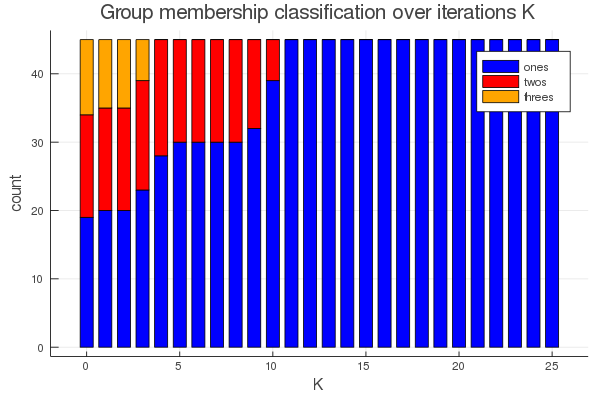 Group membership classification over iterations K
count
40
30
20
10
0
ones
twos
threes
0 5 10 15 20 25
K